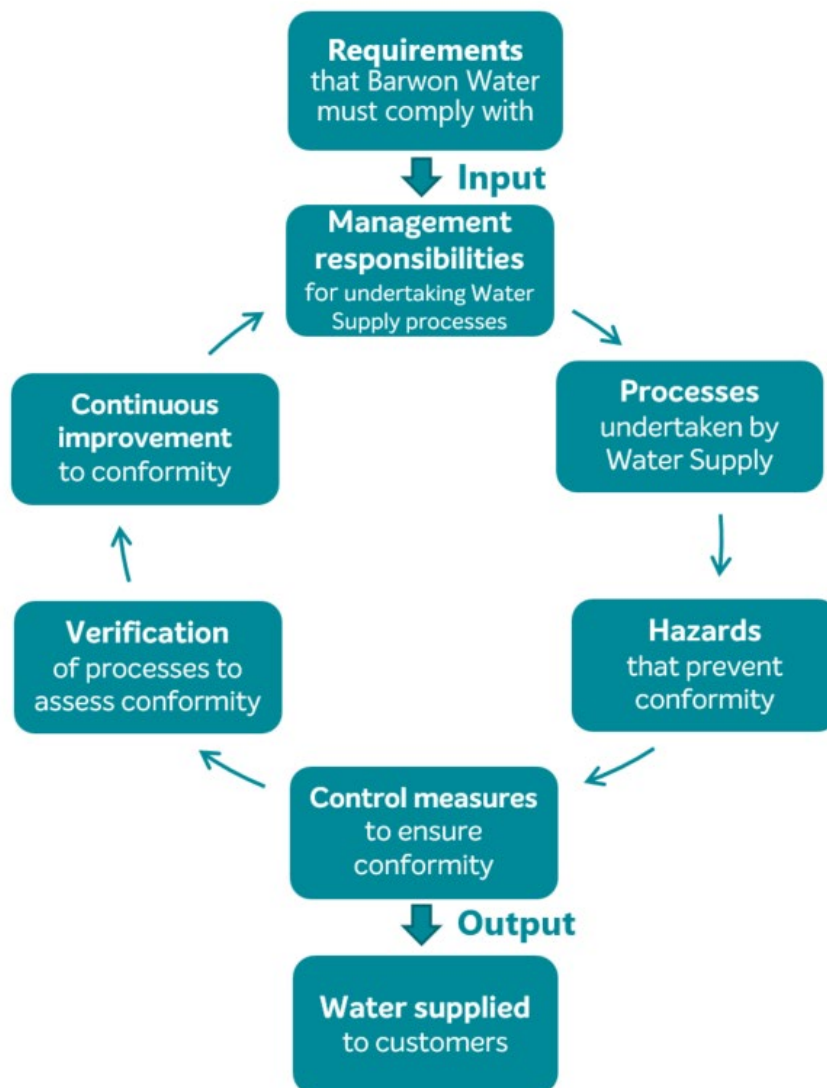 Requirements
that Barwon Water
must comply with
Input
Management
responsibilities
for undertaking Water
Supply processes
Processes
undertaken by
Water Supply
Hazards
that prevent
conformity
Control measures
to ensure
conformity
Output
Water supplied
to customers
Verification
of processes to
assess conformity
Continuous
improvement
to conformity